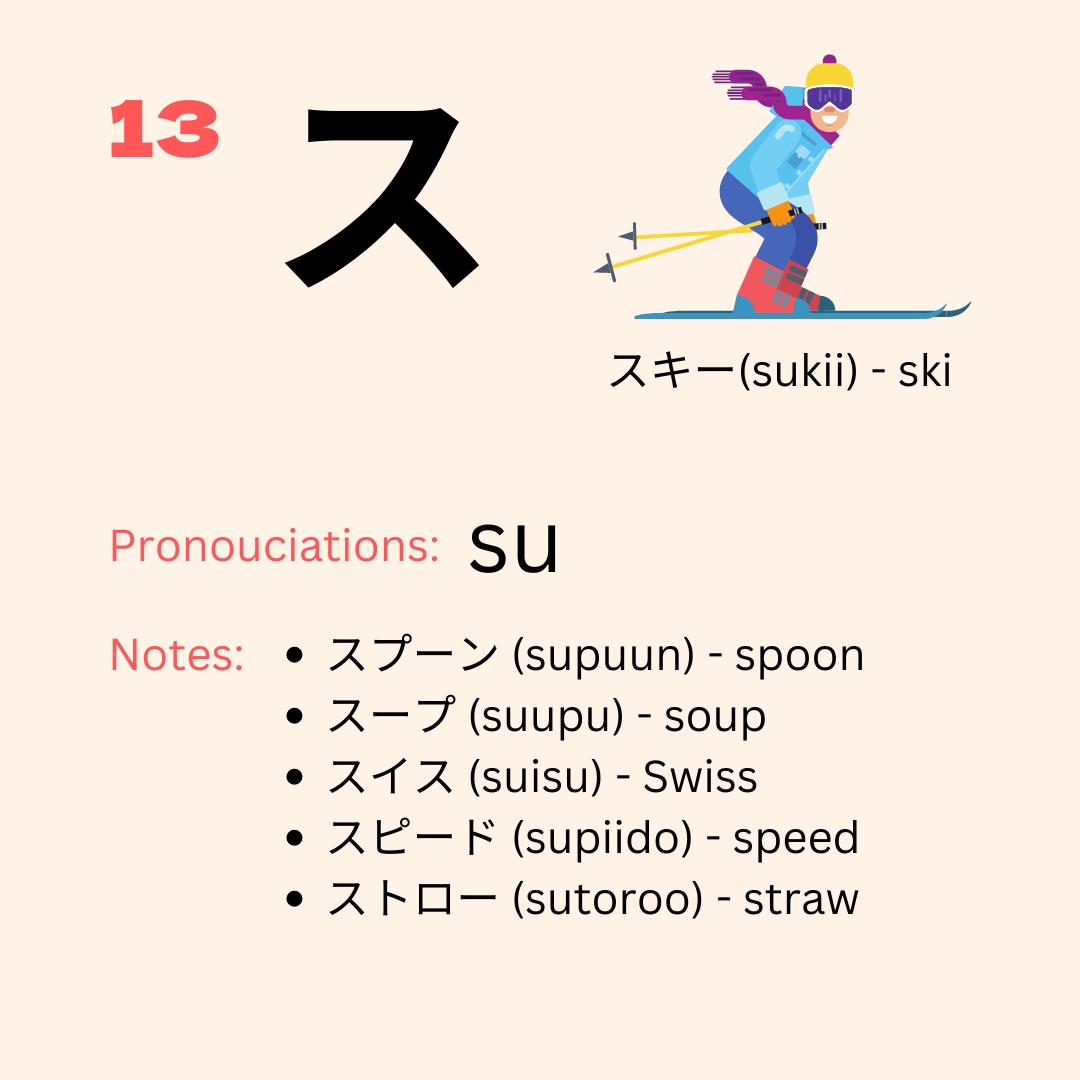 13
ス
スキー(sukii) - ski
Pronouciations: su
Notes:
• スプーン (supuun) - spoon
• スープ (suupu) - soup
• スイス (suisu) - Swiss
• スピード (supiido) - speed
• ストロー (sutoroo) - straw